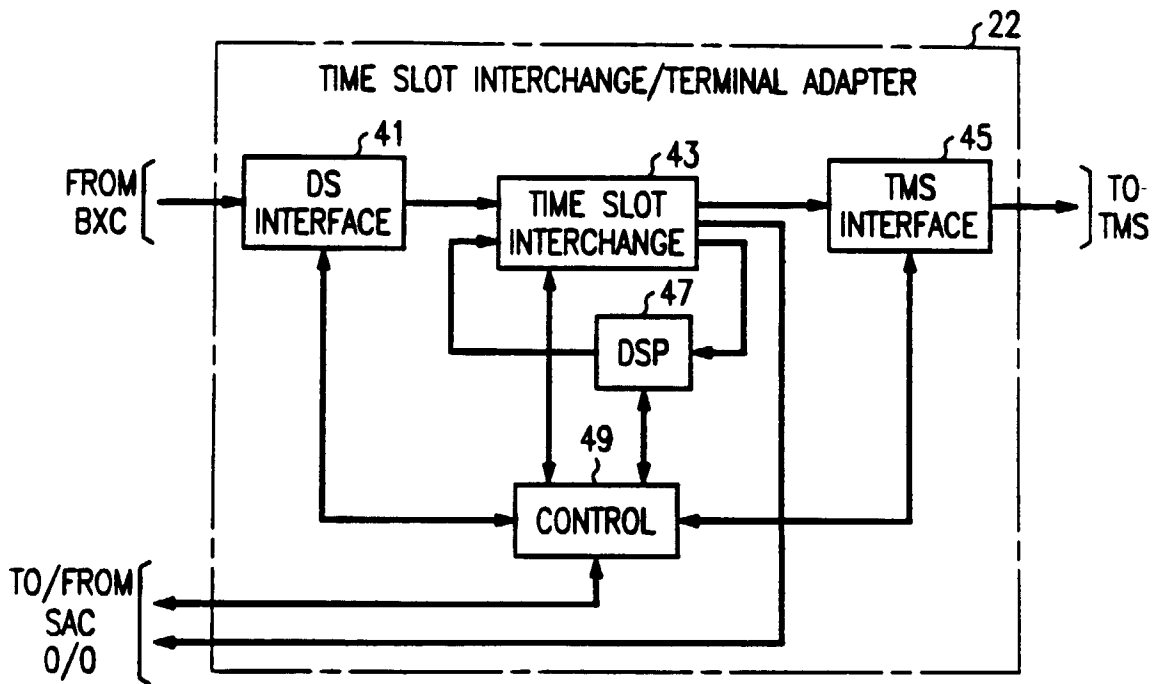 22
TIME SLOT INTERCHANGE/TERMINAL ADAPTER
41
DS
INTERFACE
43
TIME SLOT
INTERCHANGE
45
TMS
INTERFACE
FROM
BXC
TO-
TMS
47
DSP
49
CONTROL
TO/FROM
SAC
0/0